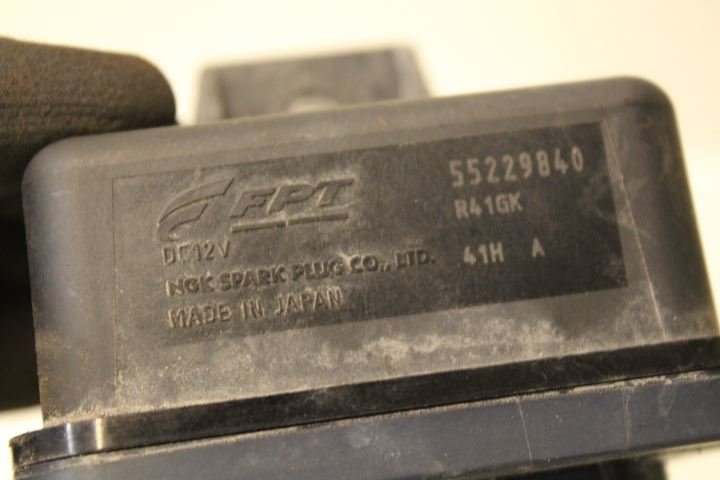 FPT
55229840
R41GK
DC12V
41H A
NGK SPARK PLUG CO., LTD.
MADE IN JAPAN